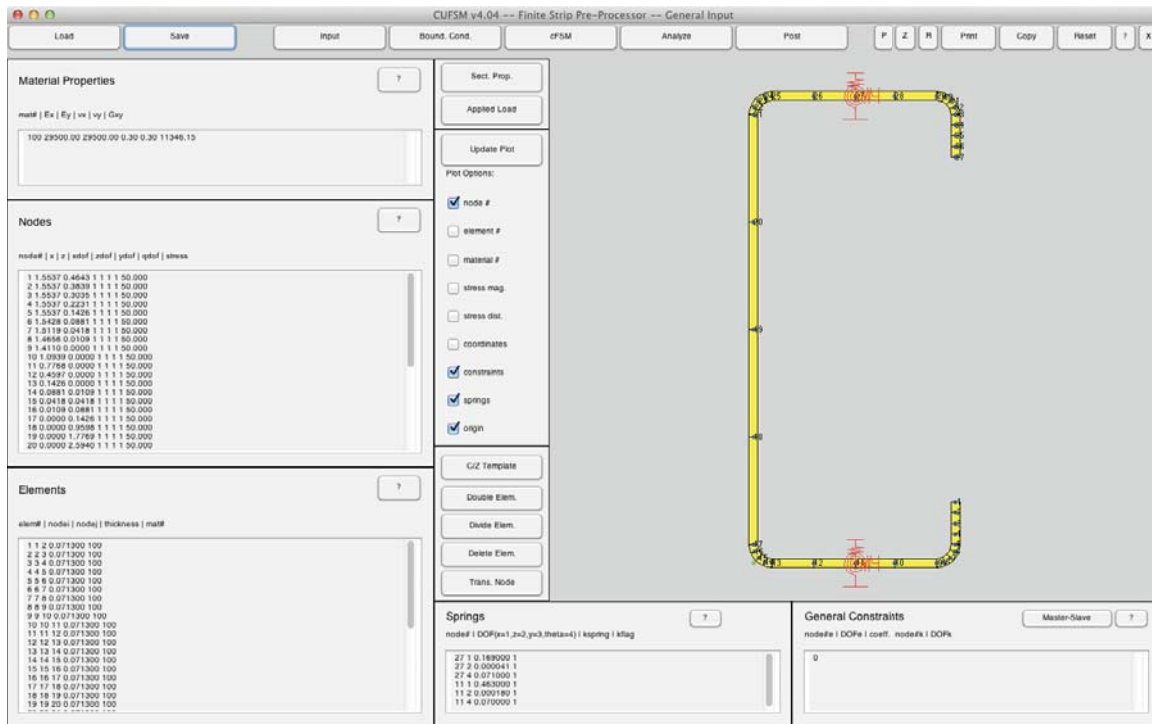 CUFSM v4.04 -- Finite Strip Pre-Processor -- General Input
Load Save Input Bound. Cond. cFSM Analyze Post P Z R Print Copy Reset ? X
Material Properties ?
mat# | Ex | Ey | vx | vy | Gxy
100 29500.00 29500.00 0.30 0.30 11346.15
Nodes ?
node# | x | z | xdof | zdof | ydof | qdof | stress
1 1.5537 0.4643 1 1 1 1 50.000
2 1.5537 0.3839 1 1 1 1 50.000
3 1.5537 0.3035 1 1 1 1 50.000
4 1.5537 0.2231 1 1 1 1 50.000
5 1.5537 0.1426 1 1 1 1 50.000
6 1.5428 0.0881 1 1 1 1 50.000
7 1.5119 0.0418 1 1 1 1 50.000
8 1.4656 0.0109 1 1 1 1 50.000
9 1.4110 0.0000 1 1 1 1 50.000
10 1.0939 0.0000 1 1 1 1 50.000
11 0.7768 0.0000 1 1 1 1 50.000
12 0.4597 0.0000 1 1 1 1 50.000
13 0.1426 0.0000 1 1 1 1 50.000
14 0.0881 0.0109 1 1 1 1 50.000
15 0.0418 0.0418 1 1 1 1 50.000
16 0.0109 0.0881 1 1 1 1 50.000
17 0.0000 0.1426 1 1 1 1 50.000
18 0.0000 0.9598 1 1 1 1 50.000
19 0.0000 1.7769 1 1 1 1 50.000
20 0.0000 2.5940 1 1 1 1 50.000
Elements ?
elem# | nodei | nodej | thickness | mat#
1 1 2 0.071300 100
2 2 3 0.071300 100
3 3 4 0.071300 100
4 4 5 0.071300 100
5 5 6 0.071300 100
6 6 7 0.071300 100
7 7 8 0.071300 100
8 8 9 0.071300 100
9 9 10 0.071300 100
10 10 11 0.071300 100
11 11 12 0.071300 100
12 12 13 0.071300 100
13 13 14 0.071300 100
14 14 15 0.071300 100
15 15 16 0.071300 100
16 16 17 0.071300 100
17 17 18 0.071300 100
18 18 19 0.071300 100
19 19 20 0.071300 100
Sect. Prop.
Applied Load
Update Plot
Plot Options:
node #
element #
material #
stress mag.
stress dist.
coordinates
constraints
springs
origin
C/Z Template
Double Elem.
Divide Elem.
Delete Elem.
Trans. Node
Springs ?
node# | DOF(x=1,z=2,y=3,theta=4) | kspring | kflag
27 1 0.169000 1
27 2 0.000041 1
27 4 0.071000 1
11 1 0.463000 1
11 2 0.000180 1
11 4 0.070000 1
General Constraints Master-Slave ?
node#e | DOFe | coeff. node#k | DOFk
0